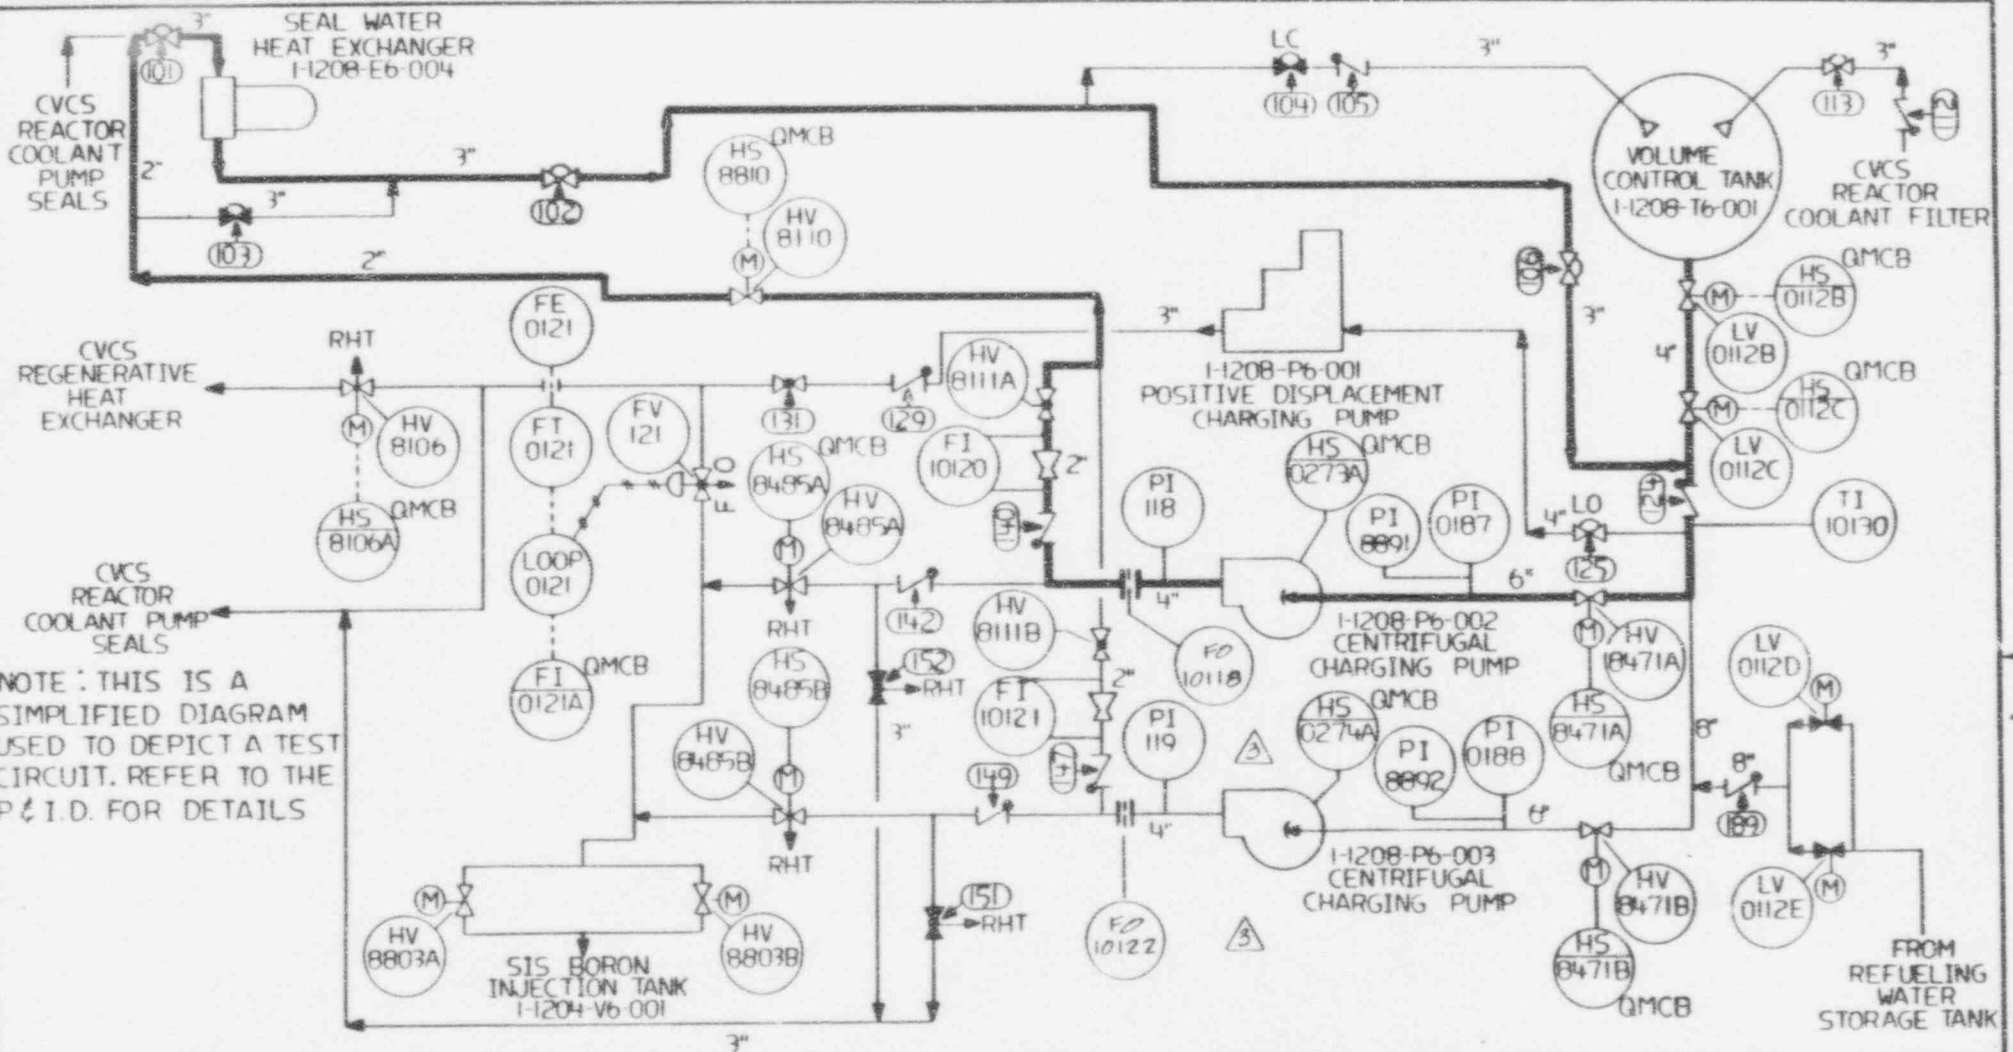 SEAL WATER
HEAT EXCHANGER
1-1208-E6-004
3"
101
CVCS
REACTOR
COOLANT
PUMP
SEALS
2"
3"
103
3"
102
2"
HS
8810
QMCB
HV
8110
M
LC
104
105
3"
VOLUME
CONTROL TANK
1-1208-T6-001
113
3"
CVCS
REACTOR
COOLANT FILTER
3"
M
HS
0112B
QMCB
LV
0112B
4"
M
HS
0112C
QMCB
LV
0112C
TI
10130
CVCS
REGENERATIVE
HEAT
EXCHANGER
RHT
M
HV
8106
HS
8106A
QMCB
FE
0121
FT
0121
LOOP
0121
FI
0121A
QMCB
FV
121
FO
131
129
HV
8111A
FI
10120
2"
3"
1-1208-P6-001
POSITIVE DISPLACEMENT
CHARGING PUMP
HS
8485A
QMCB
HV
8485A
M
RHT
142
PI
118
4"
HS
0273A
QMCB
PI
8891
PI
0187
6"
4"
LO
125
1-1208-P6-002
CENTRIFUGAL
CHARGING PUMP
M
HV
8471A
HS
8471A
QMCB
CVCS
REACTOR
COOLANT PUMP
SEALS
NOTE : THIS IS A
SIMPLIFIED DIAGRAM
USED TO DEPICT A TEST
CIRCUIT. REFER TO THE
P & I.D. FOR DETAILS
HS
8485B
HV
8485B
M
RHT
152
RHT
3"
HV
8111B
FI
10121
2"
149
FO
10118
PI
119
4"
3
HS
0274A
QMCB
PI
8892
PI
0188
6"
8"
LV
0112D
M
8"
189
LV
0112E
M
1-1208-P6-003
CENTRIFUGAL
CHARGING PUMP
M
HV
8471B
HS
8471B
QMCB
FROM
REFUELING
WATER
STORAGE TANK
M
HV
8803A
M
HV
8803B
SIS BORON
INJECTION TANK
1-1204-V6-001
151
RHT
FO
10122
3
3"